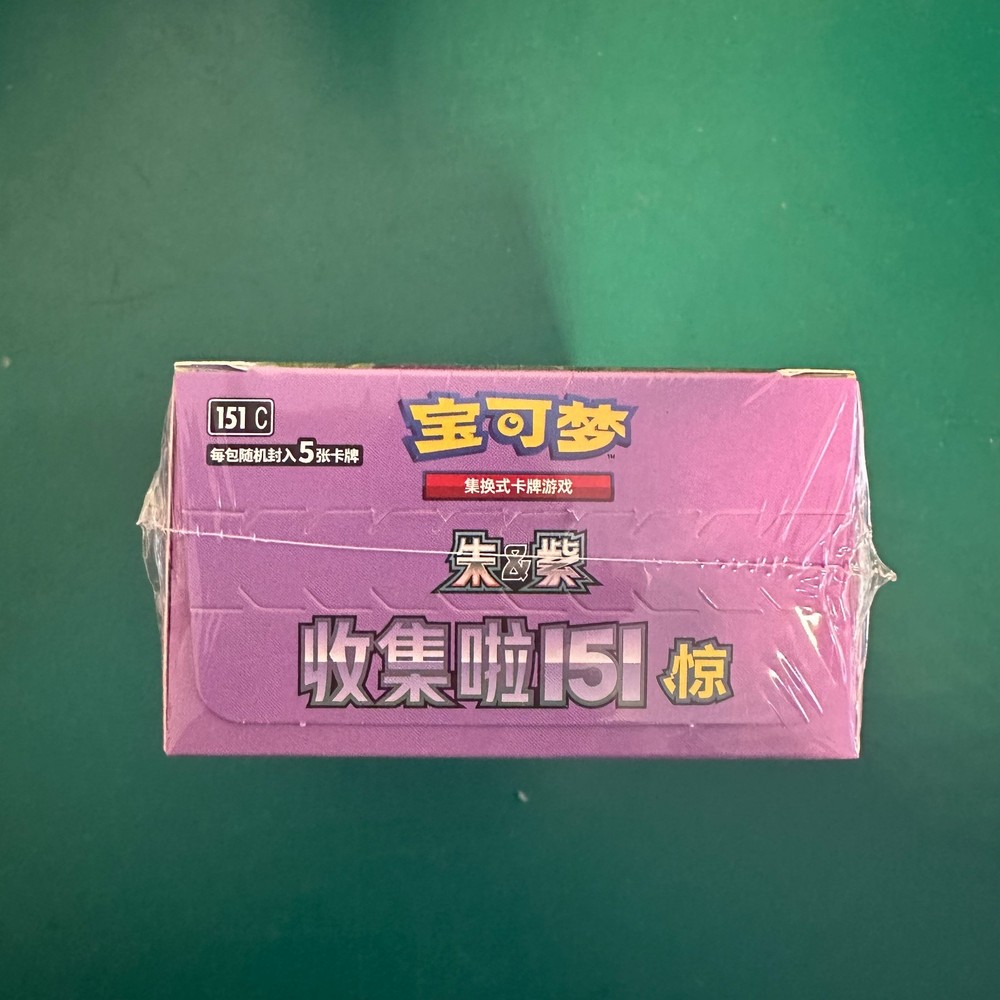 151 C
每包随机封入5张卡牌
宝可梦
TM
集换式卡牌游戏
朱&紫
收集啦151 惊